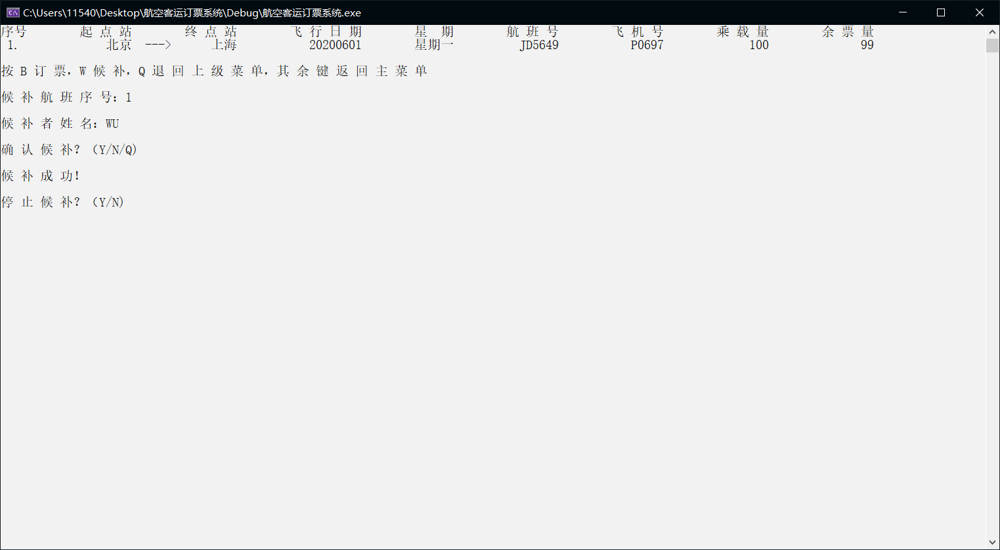 C:\Users\11540\Desktop\航空客运订票系统\Debug\航空客运订票系统.exe
序号 起 点 站 终 点 站 飞 行 日 期 星 期 航 班 号 飞 机 号 乘 载 量 余 票 量
1. 北京 ---> 上海 20200601 星期一 JD5649 P0697 100 99
按 B 订 票，W 候 补，Q 退 回 上 级 菜 单，其 余 键 返 回 主 菜 单
候 补 航 班 序 号：1
候 补 者 姓 名：WU
确 认 候 补？（Y/N/Q)
候 补 成 功！
停 止 候 补？（Y/N)